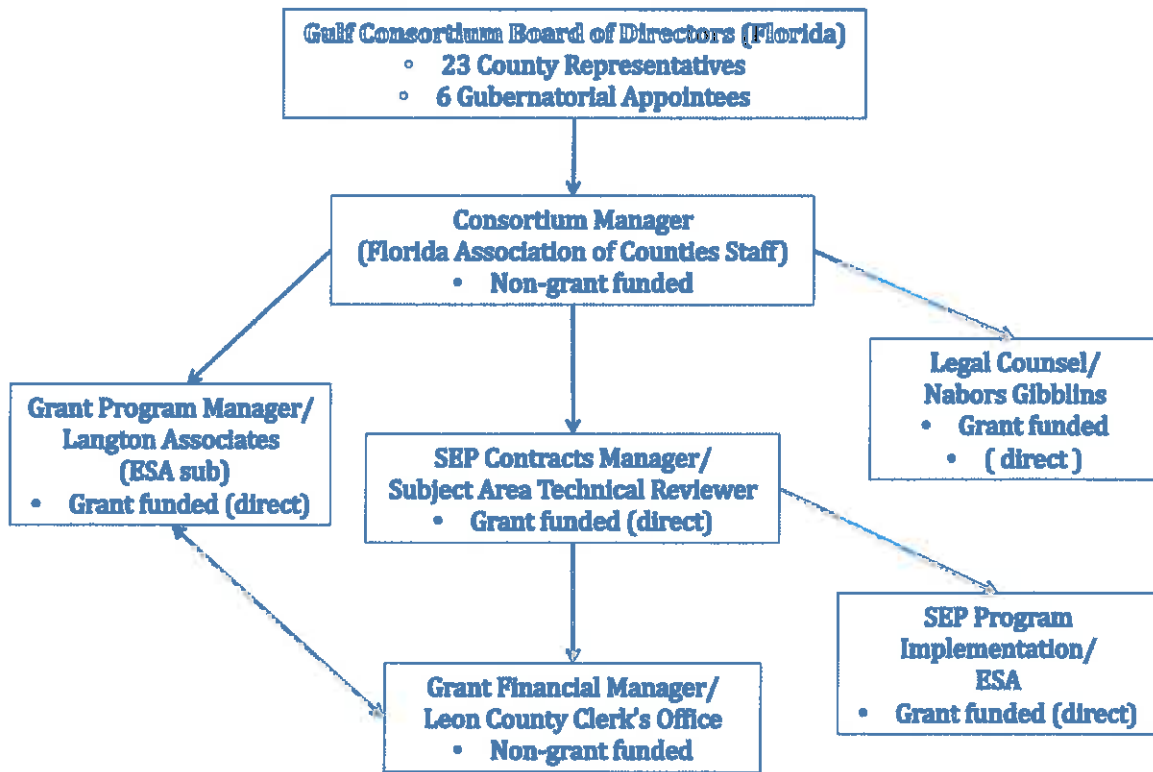 Gulf Consortium Board of Directors (Florida)
◦ 23 County Representatives
◦ 6 Gubernatorial Appointees
Consortium Manager
(Florida Association of Counties Staff)
• Non-grant funded
Legal Counsel/
Nabors Gibblins
• Grant funded
• ( direct )
Grant Program Manager/
Langton Associates
(ESA sub)
• Grant funded (direct)
SEP Contracts Manager/
Subject Area Technical Reviewer
• Grant funded (direct)
SEP Program
Implementation/
ESA
• Grant funded (direct)
Grant Financial Manager/
Leon County Clerk's Office
• Non-grant funded